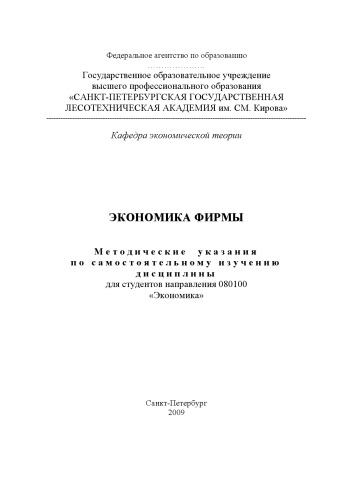 Федеральное агентство по образованию
………………….
Государственное образовательное учреждение
высшего профессионального образования
«САНКТ-ПЕТЕРБУРГСКАЯ ГОСУДАРСТВЕННАЯ
ЛЕСОТЕХНИЧЕСКАЯ АКАДЕМИЯ им. СМ. Кирова»
Кафедра экономической теории
ЭКОНОМИКА ФИРМЫ
Методические указания
по самостоятельному изучению
дисциплины
для студентов направления 080100
«Экономика»
Санкт-Петербург
2009